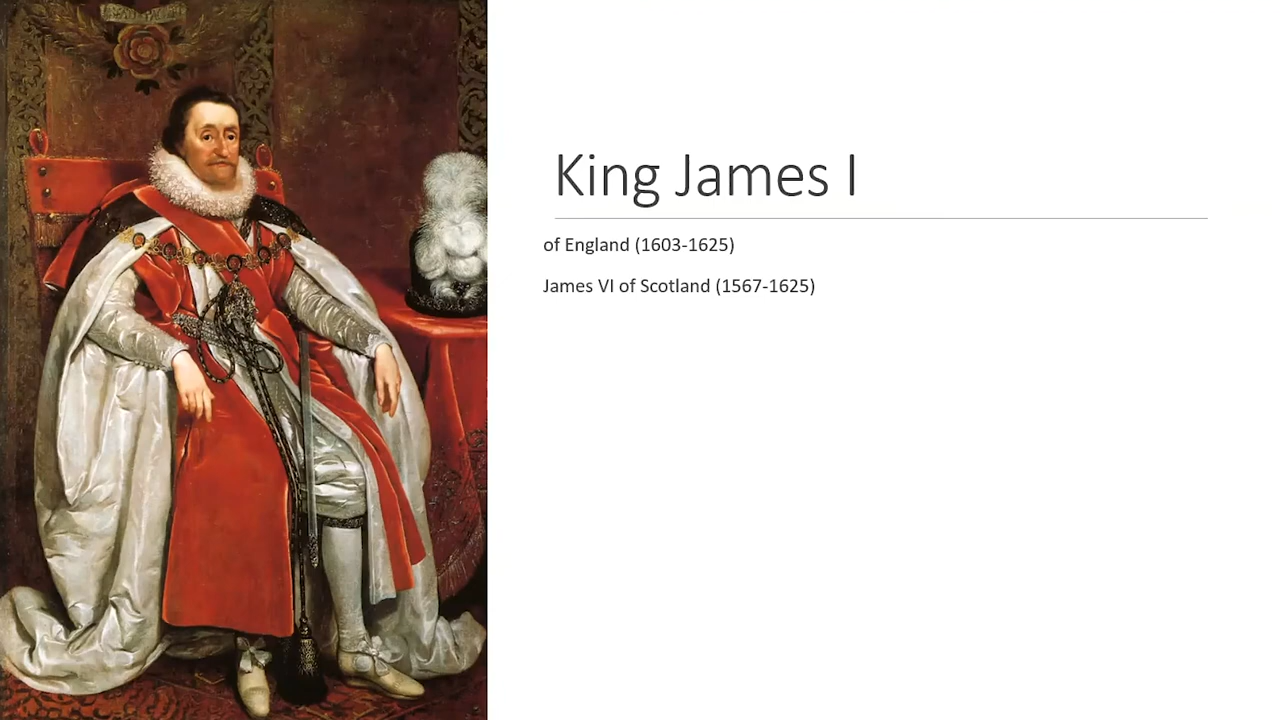 King James I
of England (1603-1625)
James VI of Scotland (1567-1625)